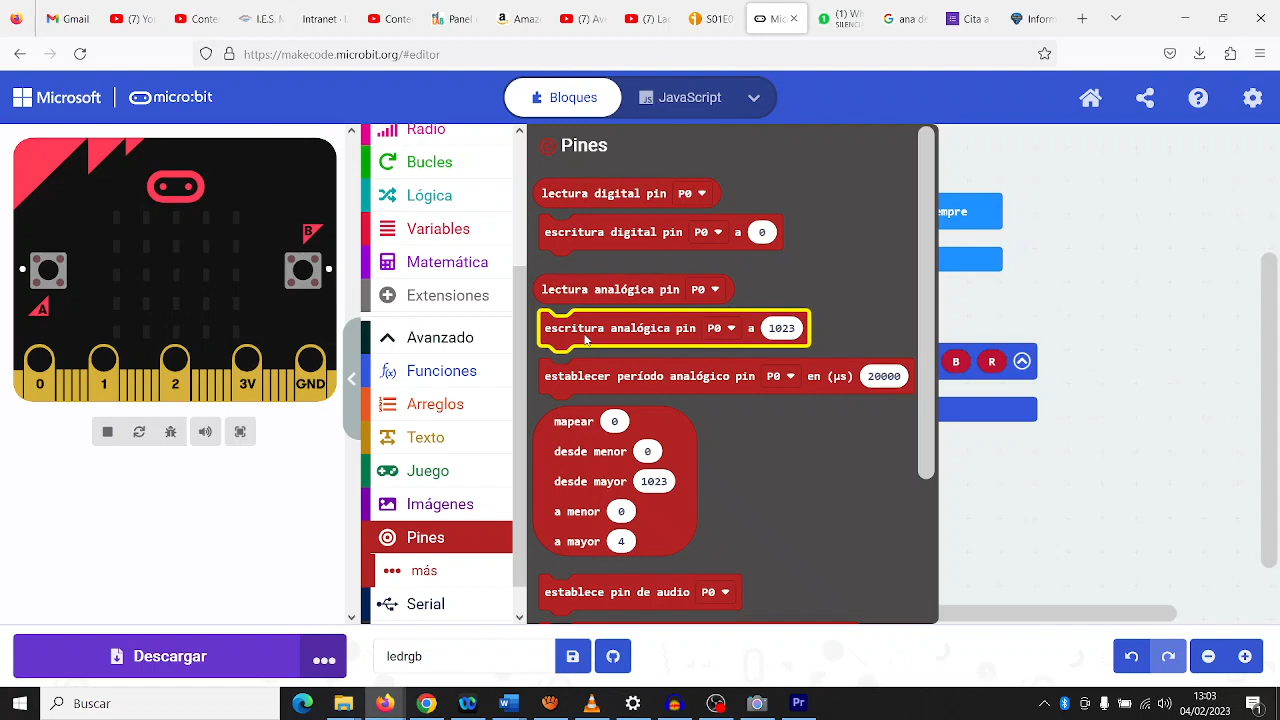 Gmail
(7) You
Conte
I.E.S. M
Intranet - I
Conte
Panel
Amazo
(7) Av
(7) La
S01E0
Mic
(1) Wh
SILENCIA
ana de
Cita a
Inform
https://makecode.microbit.org/#editor
Microsoft
micro:bit
Bloques
JS JavaScript
Radio
Bucles
Lógica
Variables
Matemática
Extensiones
Avanzado
Funciones
Arreglos
Texto
Juego
Imágenes
Pines
más
Serial
B
A
0 1 2 3V GND
Pines
lectura digital pin P0
escritura digital pin P0 a 0
lectura analógica pin P0
escritura analógica pin P0 a 1023
establecer período analógico pin P0 en (µs) 20000
mapear 0
desde menor 0
desde mayor 1023
a menor 0
a mayor 4
establece pin de audio P0
empre
B R
Descargar
ledrgb
Buscar
13:03
04/02/2023